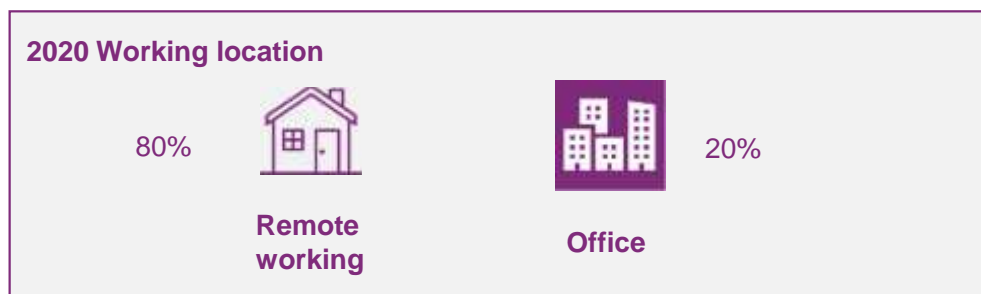 2020 Working location
80%
20%
Remote
working
Office